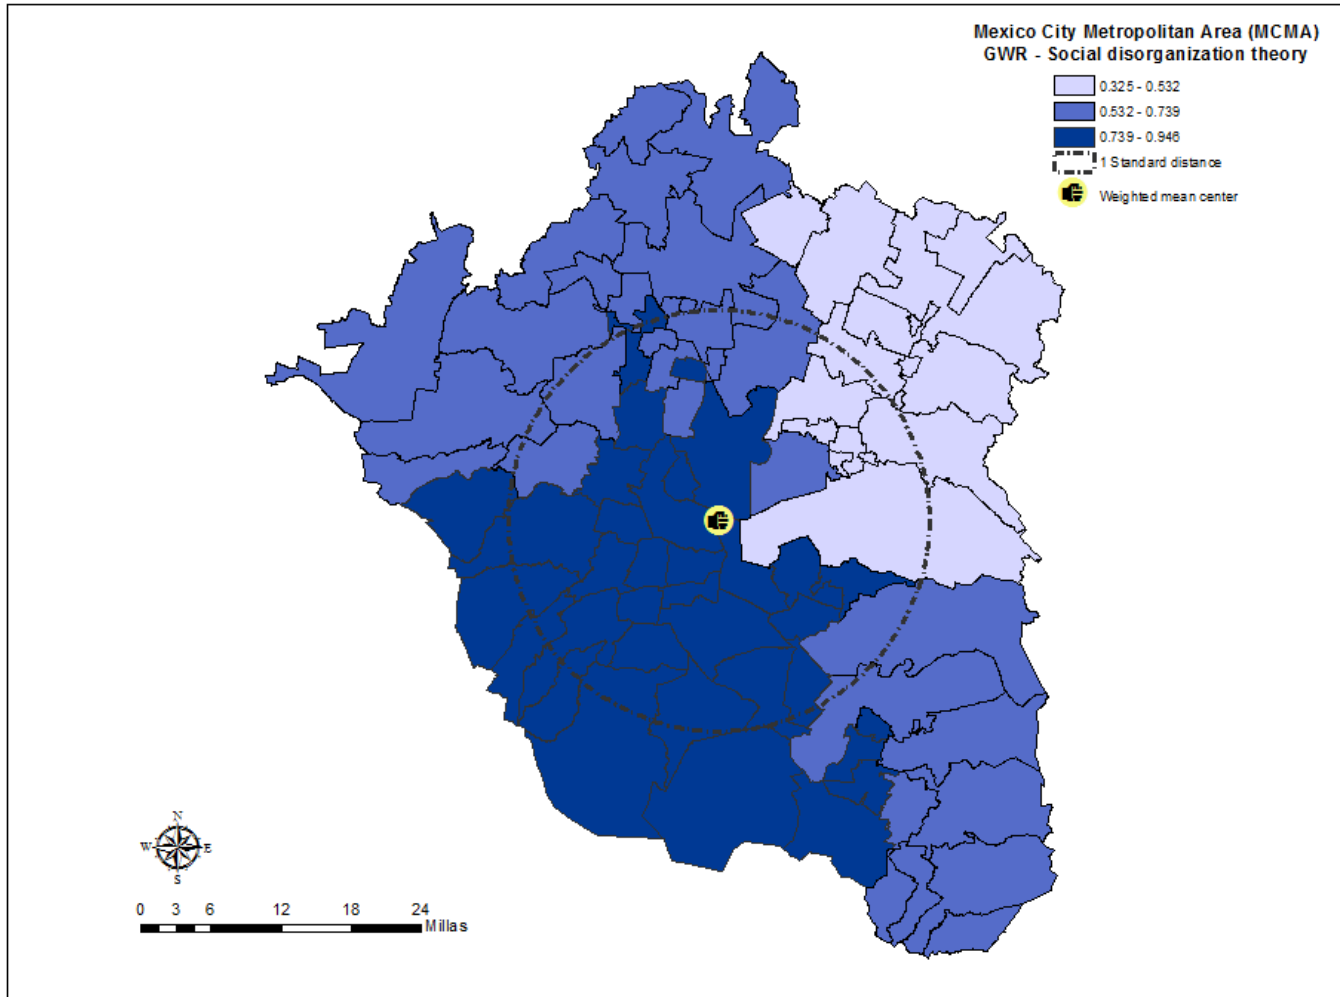 Mexico City Metropolitan Area (MCMA)
GWR - Social disorganization theory
0.325 - 0.532
0.532 - 0.739
0.739 - 0.946
1 Standard distance
Weighted mean center
N
W E
S
0 3 6 12 18 24
Millas